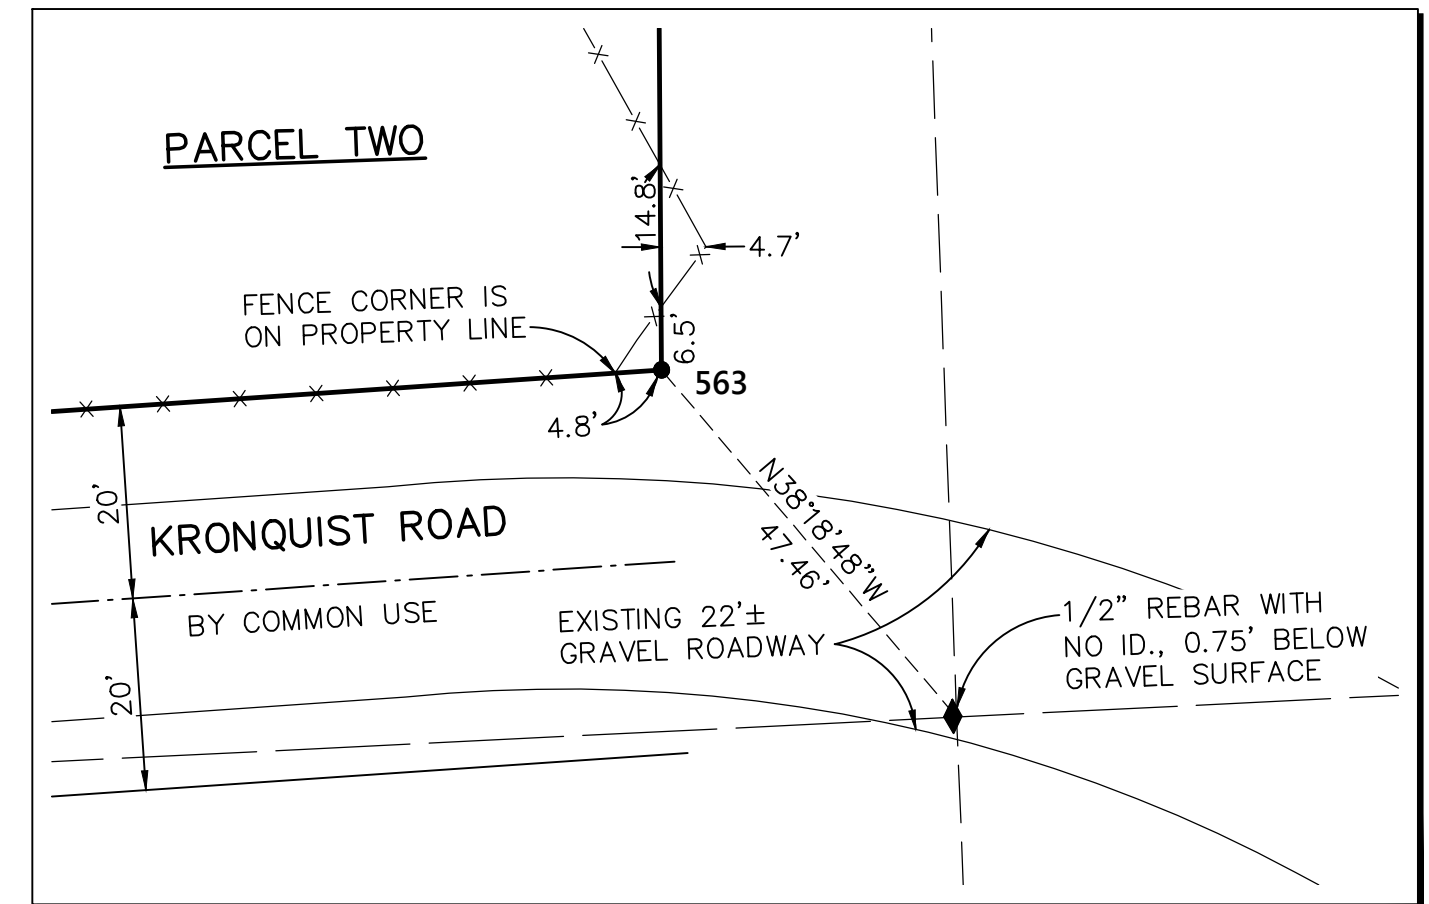 PARCEL TWO
14.8'
4.7'
FENCE CORNER IS
ON PROPERTY LINE
6.5'
563
4.8'
20'
KRONQUIST ROAD
N38°18'48"W
47.46'
BY COMMON USE
EXISTING 22'±
GRAVEL ROADWAY
1/2" REBAR WITH
NO ID., 0.75' BELOW
GRAVEL SURFACE
20'